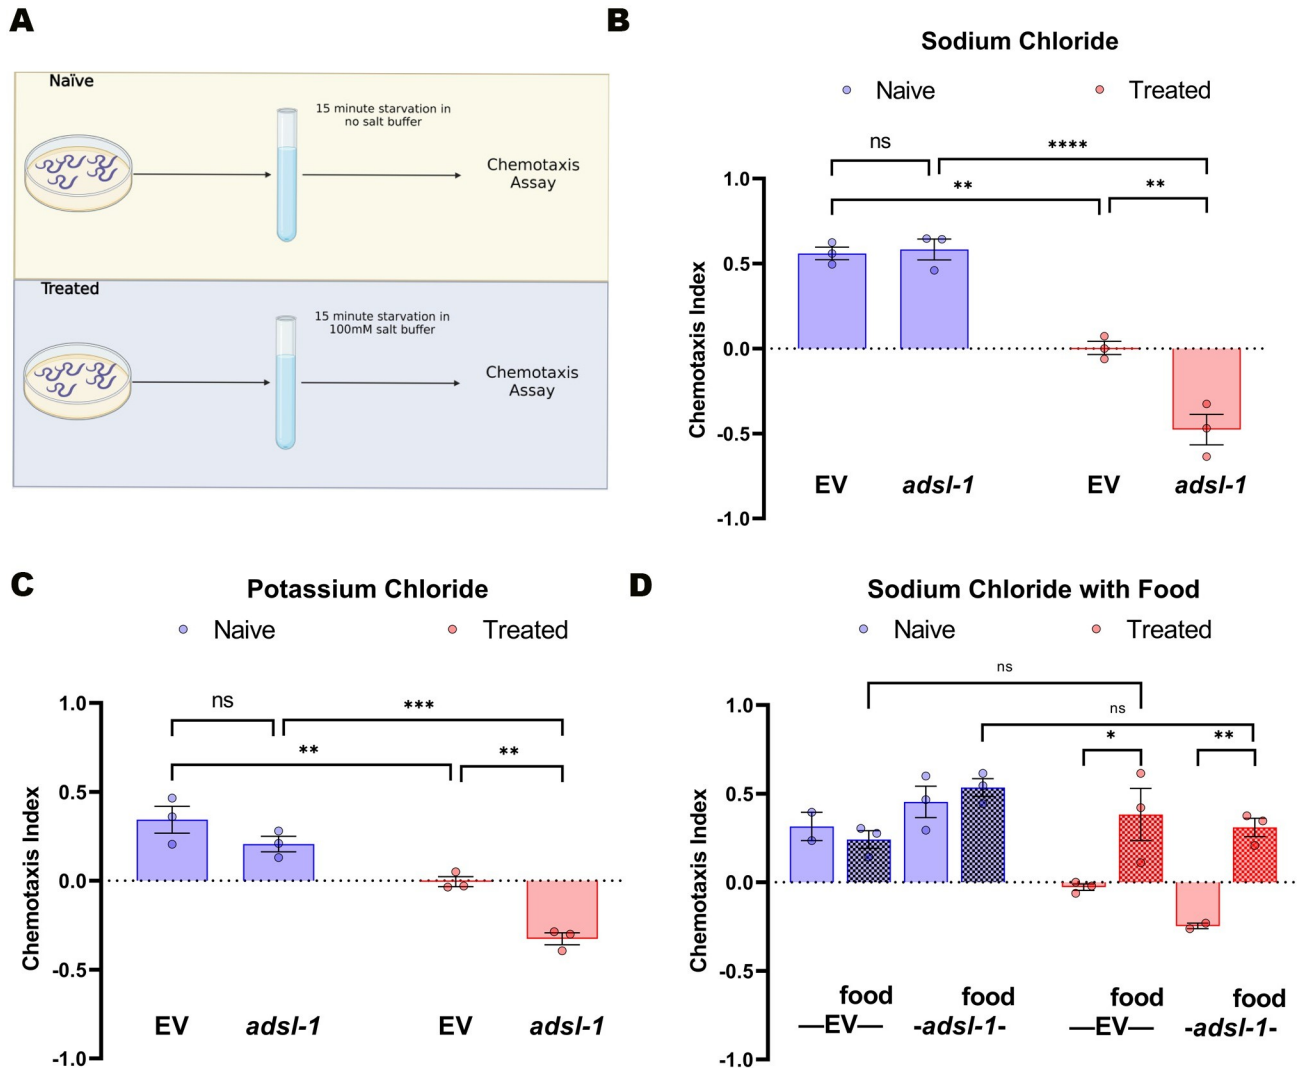 A
Naïve
15 minute starvation in
no salt buffer
Chemotaxis
Assay
Treated
15 minute starvation in
100mM salt buffer
Chemotaxis
Assay
B
Sodium Chloride
Naive
Treated
ns
****
**
**
1.0
0.5
0.0
-0.5
-1.0
Chemotaxis Index
EV
adsl-1
EV
adsl-1
C
Potassium Chloride
Naive
Treated
ns
***
**
**
1.0
0.5
0.0
-0.5
-1.0
Chemotaxis Index
EV
adsl-1
EV
adsl-1
D
Sodium Chloride with Food
Naive
Treated
ns
ns
*
**
1.0
0.5
0.0
-0.5
-1.0
Chemotaxis Index
food
food
food
food
—EV—
-adsl-1-
—EV—
-adsl-1-